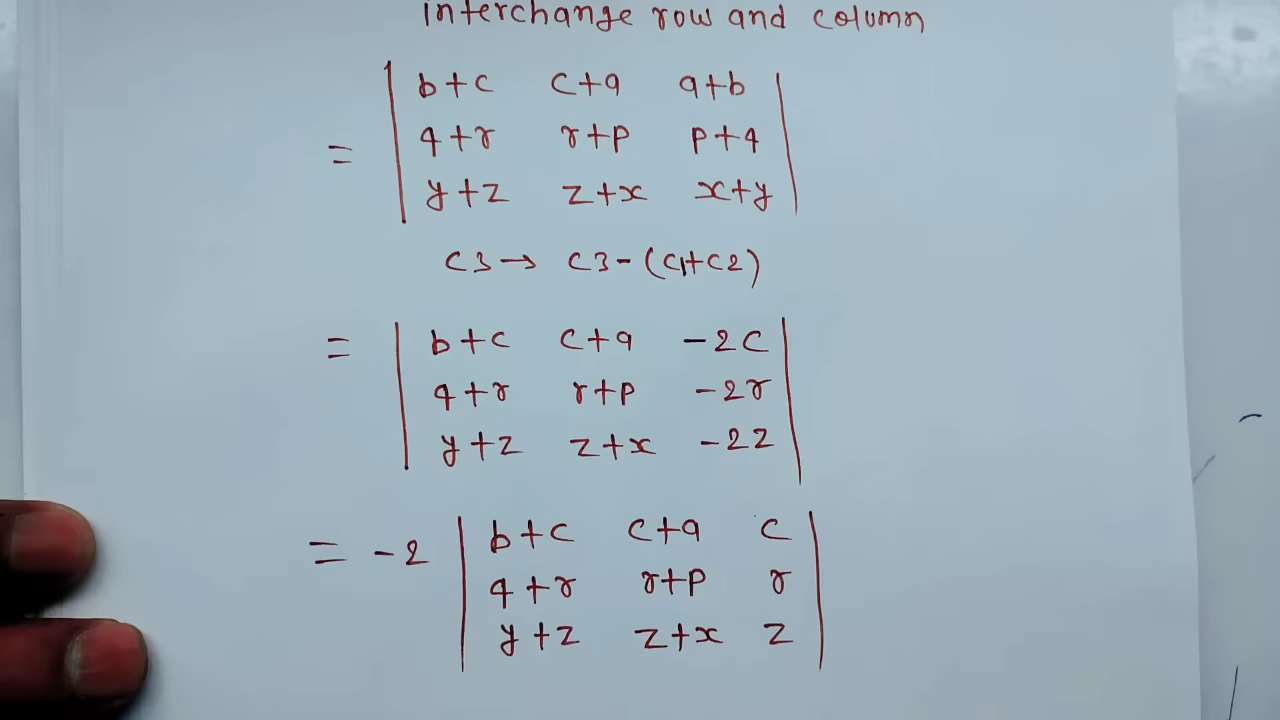 interchange row and column
= | b+c c+a a+b |
| q+r r+p p+q |
| y+z z+x x+y |
C3→ C3-(C1+C2)
= | b+c c+a -2c |
| q+r r+p -2r |
| y+z z+x -2z |
= -2 | b+c c+a c |
| q+r r+p r |
| y+z z+x z |